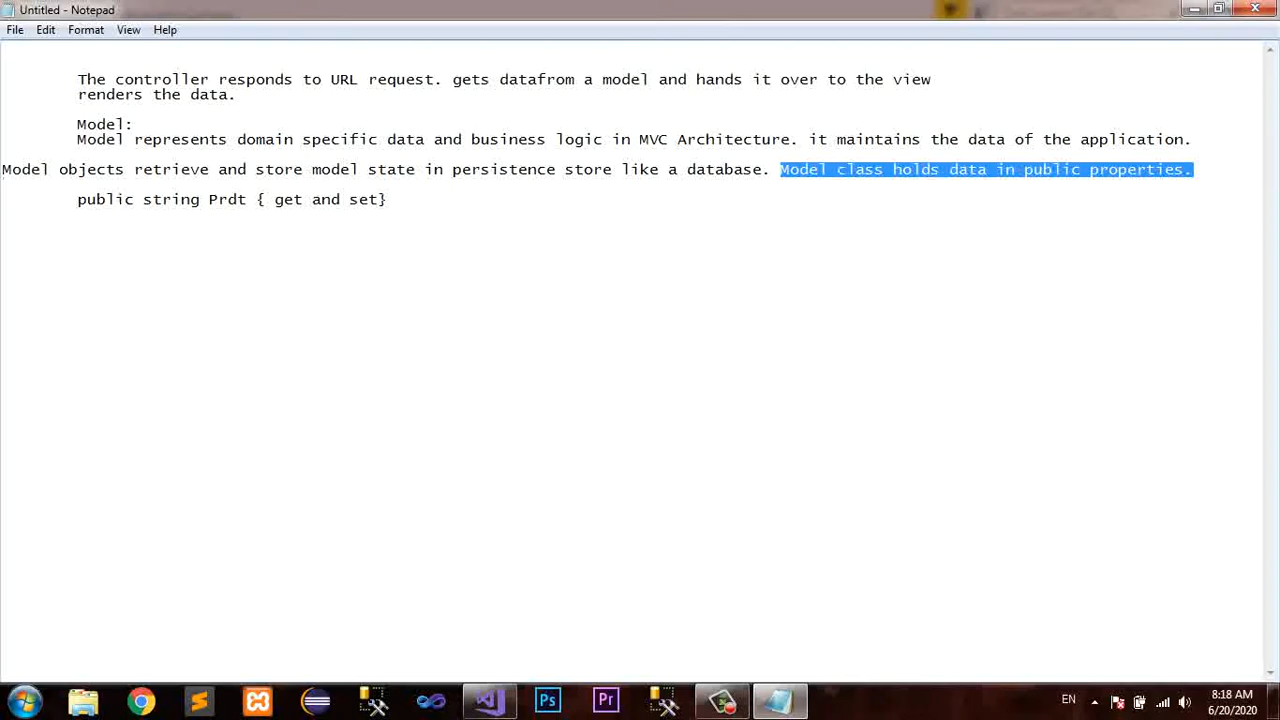 Untitled - Notepad
File Edit Format View Help
The controller responds to URL request. gets datafrom a model and hands it over to the view
renders the data.
Model:
Model represents domain specific data and business logic in MVC Architecture. it maintains the data of the application.
Model objects retrieve and store model state in persistence store like a database. Model class holds data in public properties.
public string Prdt { get and set}
Ps
Pr
EN
8:18 AM
6/20/2020